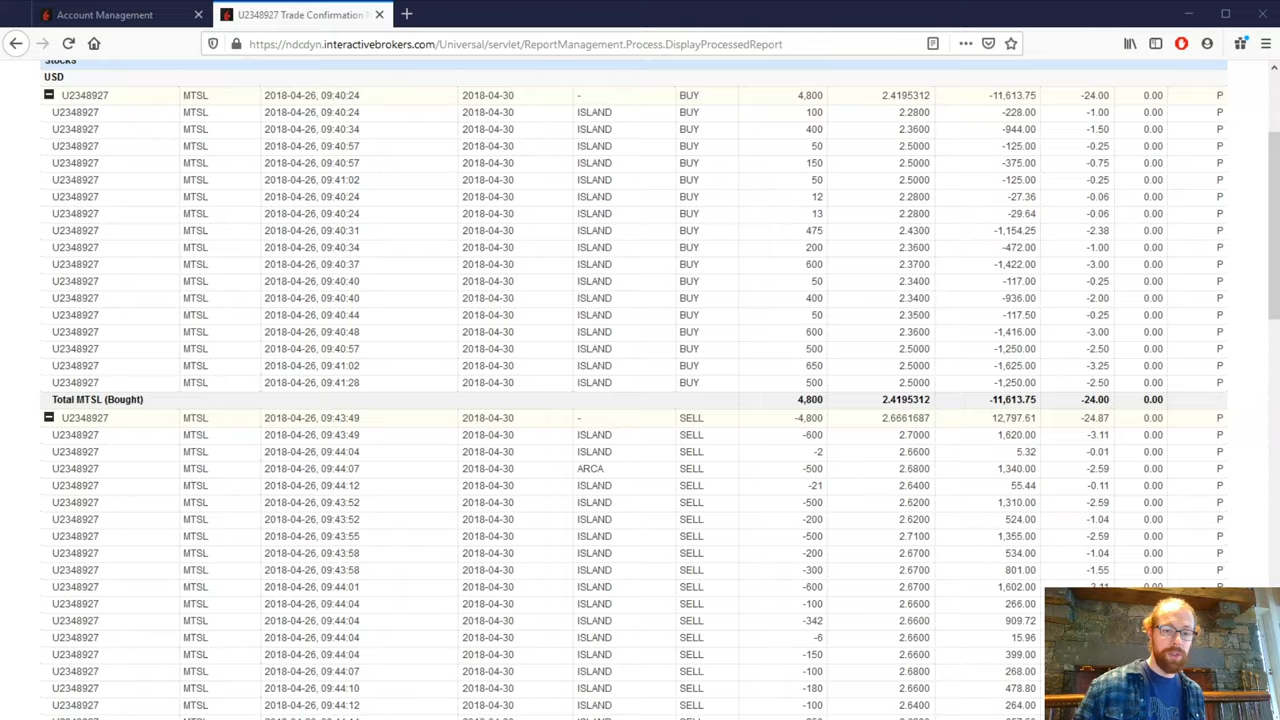 Account Management
U2348927 Trade Confirmation R
https://ndcdyn.interactivebrokers.com/Universal/servlet/ReportManagement.Process.DisplayProcessedReport
Stocks
USD
U2348927 MTSL 2018-04-26, 09:40:24 2018-04-30 - BUY 4,800 2.4195312 -11,613.75 -24.00 0.00 P
U2348927 MTSL 2018-04-26, 09:40:24 2018-04-30 ISLAND BUY 100 2.2800 -228.00 -1.00 0.00 P
U2348927 MTSL 2018-04-26, 09:40:34 2018-04-30 ISLAND BUY 400 2.3600 -944.00 -1.50 0.00 P
U2348927 MTSL 2018-04-26, 09:40:57 2018-04-30 ISLAND BUY 50 2.5000 -125.00 -0.25 0.00 P
U2348927 MTSL 2018-04-26, 09:40:57 2018-04-30 ISLAND BUY 150 2.5000 -375.00 -0.75 0.00 P
U2348927 MTSL 2018-04-26, 09:41:02 2018-04-30 ISLAND BUY 50 2.5000 -125.00 -0.25 0.00 P
U2348927 MTSL 2018-04-26, 09:40:24 2018-04-30 ISLAND BUY 12 2.2800 -27.36 -0.06 0.00 P
U2348927 MTSL 2018-04-26, 09:40:24 2018-04-30 ISLAND BUY 13 2.2800 -29.64 -0.06 0.00 P
U2348927 MTSL 2018-04-26, 09:40:31 2018-04-30 ISLAND BUY 475 2.4300 -1,154.25 -2.38 0.00 P
U2348927 MTSL 2018-04-26, 09:40:34 2018-04-30 ISLAND BUY 200 2.3600 -472.00 -1.00 0.00 P
U2348927 MTSL 2018-04-26, 09:40:37 2018-04-30 ISLAND BUY 600 2.3700 -1,422.00 -3.00 0.00 P
U2348927 MTSL 2018-04-26, 09:40:40 2018-04-30 ISLAND BUY 50 2.3400 -117.00 -0.25 0.00 P
U2348927 MTSL 2018-04-26, 09:40:40 2018-04-30 ISLAND BUY 400 2.3400 -936.00 -2.00 0.00 P
U2348927 MTSL 2018-04-26, 09:40:44 2018-04-30 ISLAND BUY 50 2.3500 -117.50 -0.25 0.00 P
U2348927 MTSL 2018-04-26, 09:40:48 2018-04-30 ISLAND BUY 600 2.3600 -1,416.00 -3.00 0.00 P
U2348927 MTSL 2018-04-26, 09:40:57 2018-04-30 ISLAND BUY 500 2.5000 -1,250.00 -2.50 0.00 P
U2348927 MTSL 2018-04-26, 09:41:02 2018-04-30 ISLAND BUY 650 2.5000 -1,625.00 -3.25 0.00 P
U2348927 MTSL 2018-04-26, 09:41:28 2018-04-30 ISLAND BUY 500 2.5000 -1,250.00 -2.50 0.00 P
Total MTSL (Bought) 4,800 2.4195312 -11,613.75 -24.00 0.00
U2348927 MTSL 2018-04-26, 09:43:49 2018-04-30 - SELL -4,800 2.6661687 12,797.61 -24.87 0.00 P
U2348927 MTSL 2018-04-26, 09:43:49 2018-04-30 ISLAND SELL -600 2.7000 1,620.00 -3.11 0.00 P
U2348927 MTSL 2018-04-26, 09:44:04 2018-04-30 ISLAND SELL -2 2.6600 5.32 -0.01 0.00 P
U2348927 MTSL 2018-04-26, 09:44:07 2018-04-30 ARCA SELL -500 2.6800 1,340.00 -2.59 0.00 P
U2348927 MTSL 2018-04-26, 09:44:12 2018-04-30 ISLAND SELL -21 2.6400 55.44 -0.11 0.00 P
U2348927 MTSL 2018-04-26, 09:43:52 2018-04-30 ISLAND SELL -500 2.6200 1,310.00 -2.59 0.00 P
U2348927 MTSL 2018-04-26, 09:43:52 2018-04-30 ISLAND SELL -200 2.6200 524.00 -1.04 0.00 P
U2348927 MTSL 2018-04-26, 09:43:55 2018-04-30 ISLAND SELL -500 2.7100 1,355.00 -2.59 0.00 P
U2348927 MTSL 2018-04-26, 09:43:58 2018-04-30 ISLAND SELL -200 2.6700 534.00 -1.04 0.00 P
U2348927 MTSL 2018-04-26, 09:43:58 2018-04-30 ISLAND SELL -300 2.6700 801.00 -1.55 0.00 P
U2348927 MTSL 2018-04-26, 09:44:01 2018-04-30 ISLAND SELL -600 2.6700 1,602.00
U2348927 MTSL 2018-04-26, 09:44:04 2018-04-30 ISLAND SELL -100 2.6600 266.00
U2348927 MTSL 2018-04-26, 09:44:04 2018-04-30 ISLAND SELL -342 2.6600 909.72
U2348927 MTSL 2018-04-26, 09:44:04 2018-04-30 ISLAND SELL -6 2.6600 15.96
U2348927 MTSL 2018-04-26, 09:44:04 2018-04-30 ISLAND SELL -150 2.6600 399.00
U2348927 MTSL 2018-04-26, 09:44:07 2018-04-30 ISLAND SELL -100 2.6800 268.00
U2348927 MTSL 2018-04-26, 09:44:10 2018-04-30 ISLAND SELL -180 2.6600 478.80
U2348927 MTSL 2018-04-26, 09:44:12 2018-04-30 ISLAND SELL -100 2.6400 264.00